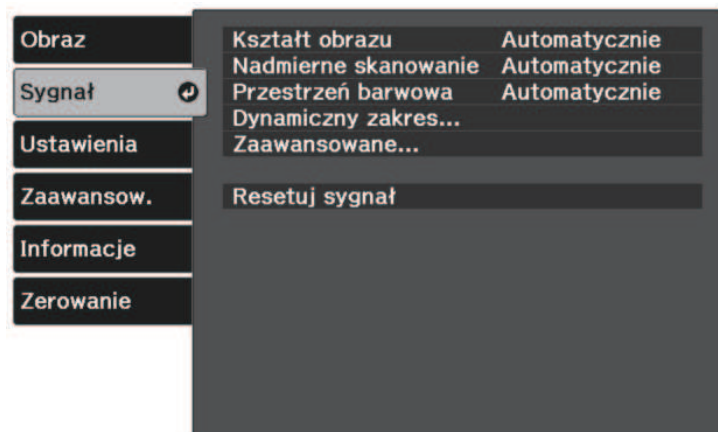 Obraz
Sygnał
Ustawienia
Zaawansow.
Informacje
Zerowanie
Kształt obrazu Automatycznie
Nadmierne skanowanie Automatycznie
Przestrzeń barwowa Automatycznie
Dynamiczny zakres...
Zaawansowane...
Resetuj sygnał